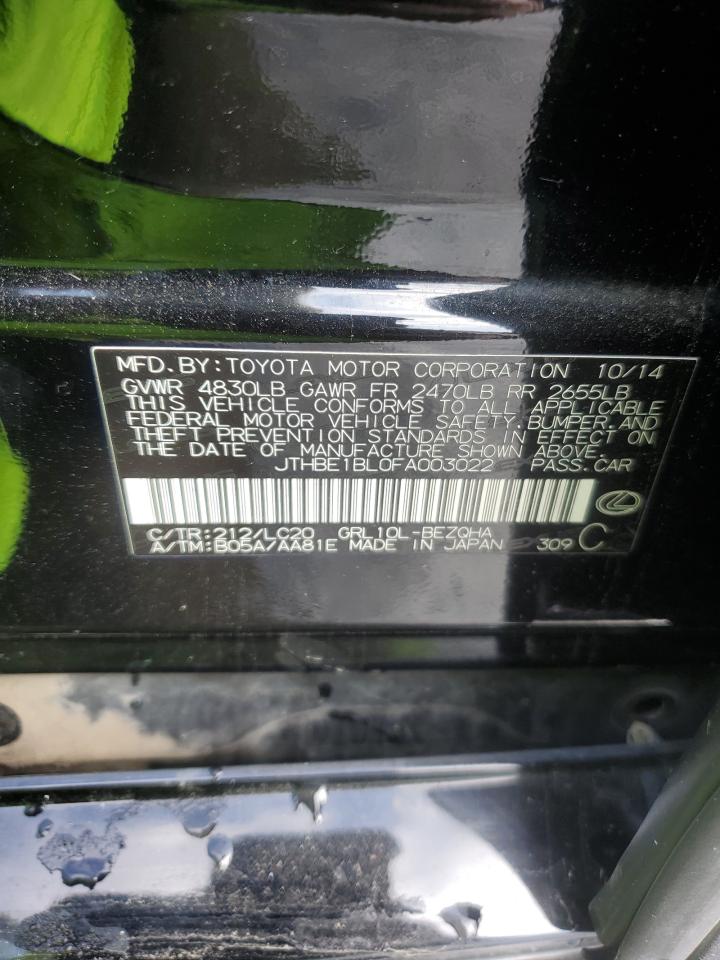 MFD. BY: TOYOTA MOTOR CORPORATION 10/14
GVWR 4830LB GAWR FR 2470LB RR 2655LB
THIS VEHICLE CONFORMS TO ALL APPLICABLE
FEDERAL MOTOR VEHICLE SAFETY, BUMPER, AND
THEFT PREVENTION STANDARDS IN EFFECT ON
THE DATE OF MANUFACTURE SHOWN ABOVE.
JTHBE1BL0FA003022 PASS. CAR
C/TR: 212/LC20 GRL10L-BEZQHA
A/TM: B05A/AA81E MADE IN JAPAN 309 C